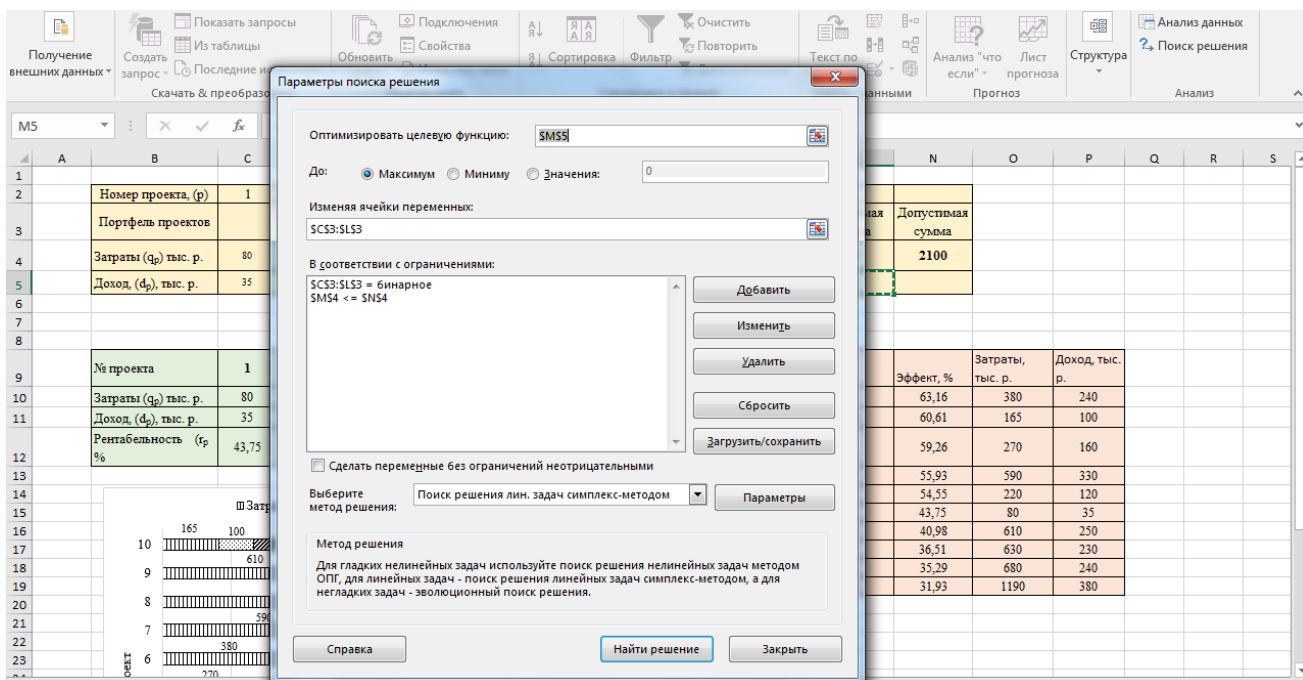 Показать запросы
Из таблицы
Последние
Получение
внешних данных
Создать
запрос
Скачать &
Подключения
Свойства
Обновить
Сортировка
Фильтр
Очистить
Повторить
Текст по
Анализ "что
если"
Лист
прогноза
Прогноз
Структура
Анализ данных
Поиск решения
Анализ
M5
fx
A B C N O P Q R S
1
2 Номер проекта, (p) 1
3 Портфель проектов Допустимая
сумма
4 Затраты (qp) тыс. р. 80 2100
5 Доход, (dp), тыс. р. 35
6
7
8
9 № проекта 1 Эффект, % Затраты,
тыс. р. Доход, тыс.
р.
10 Затраты (qp) тыс. р. 80 63,16 380 240
11 Доход, (dp), тыс. р. 35 60,61 165 100
12 Рентабельность (rp
% 43,75 59,26 270 160
13 55,93 590 330
14 54,55 220 120
15 43,75 80 35
16 40,98 610 250
17 36,51 630 230
18 35,29 680 240
19 31,93 1190 380
20
21
22
23
165 100
10
610
9
8
7
380
6
270
Параметры поиска решения
Оптимизировать целевую функцию: $M$5
До: Максимум Миниму Значения: 0
Изменяя ячейки переменных:
$C$3:$L$3
В соответствии с ограничениями:
$C$3:$L$3 = бинарное
$M$4 <= $N$4
Добавить
Изменить
Удалить
Сбросить
Загрузить/сохранить
Сделать переменные без ограничений неотрицательными
Выберите
метод решения:
Поиск решения лин. задач симплекс-методом
Параметры
Метод решения
Для гладких нелинейных задач используйте поиск решения нелинейных задач методом
ОПГ, для линейных задач - поиск решения линейных задач симплекс-методом, а для
негладких задач - эволюционный поиск решения.
Справка
Найти решение
Закрыть